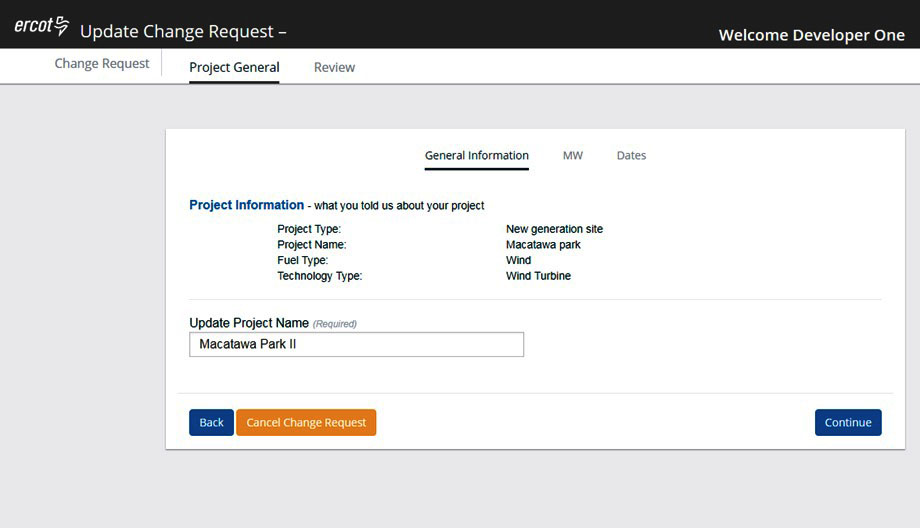 ercot
Update Change Request –
Welcome Developer One
Change Request
Project General
Review
General Information
MW
Dates
Project Information - what you told us about your project
Project Type: New generation site
Project Name: Macatawa park
Fuel Type: Wind
Technology Type: Wind Turbine
Update Project Name (Required)
Macatawa Park II
Back
Cancel Change Request
Continue